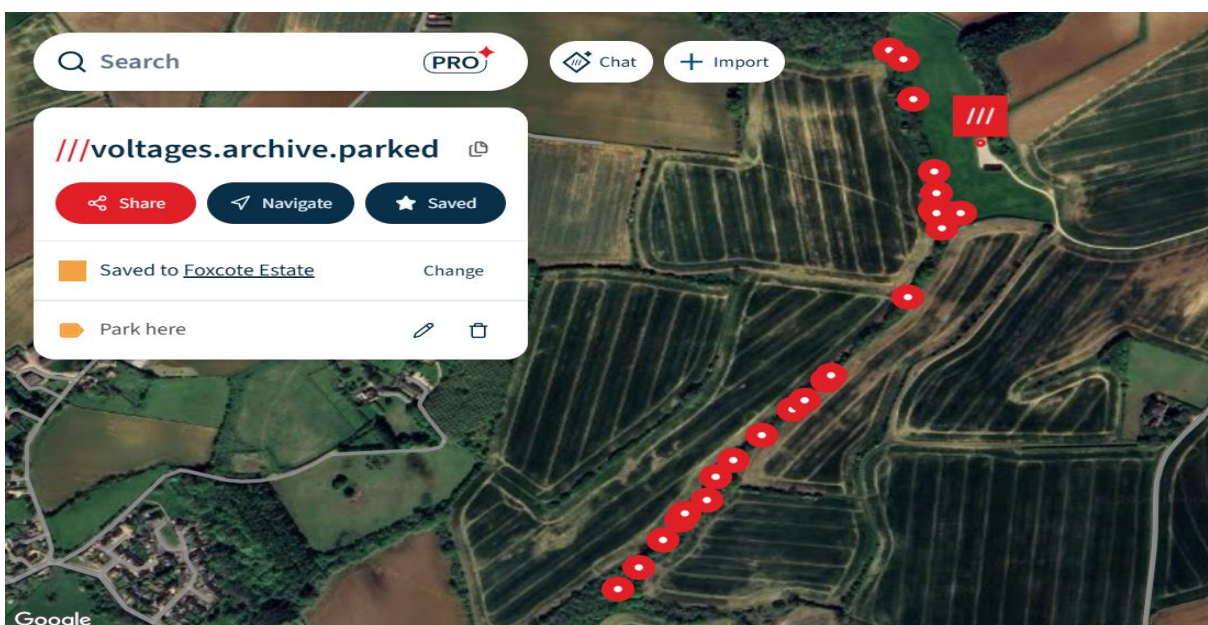 Search
PRO
Chat
+ Import
///
///voltages.archive.parked
Share
Navigate
Saved
Saved to Foxcote Estate
Change
Park here
Google